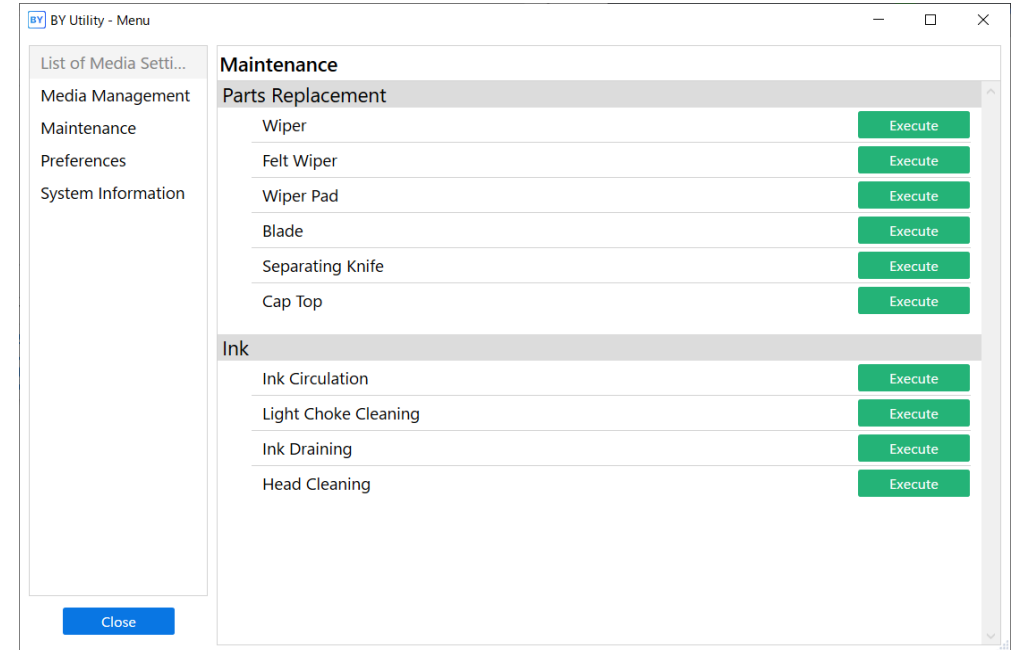 BY BY Utility - Menu
List of Media Setti...
Media Management
Maintenance
Preferences
System Information
Close
Maintenance
Parts Replacement
Wiper Execute
Felt Wiper Execute
Wiper Pad Execute
Blade Execute
Separating Knife Execute
Cap Top Execute
Ink
Ink Circulation Execute
Light Choke Cleaning Execute
Ink Draining Execute
Head Cleaning Execute